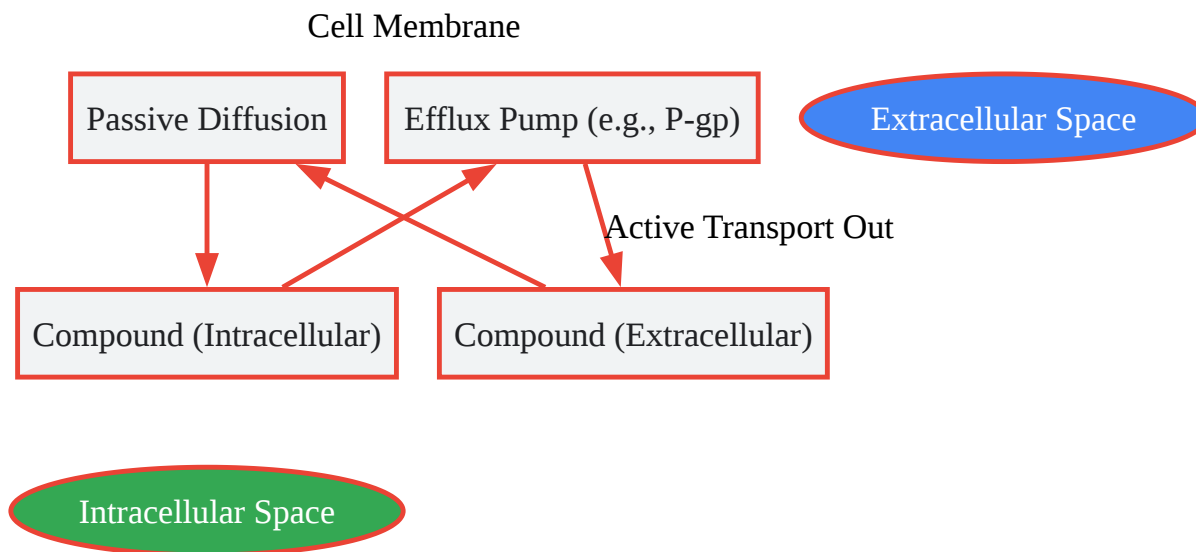 Cell Membrane
Passive Diffusion
Efflux Pump (e.g., P-gp)
Extracellular Space
Active Transport Out
Compound (Intracellular)
Compound (Extracellular)
Intracellular Space